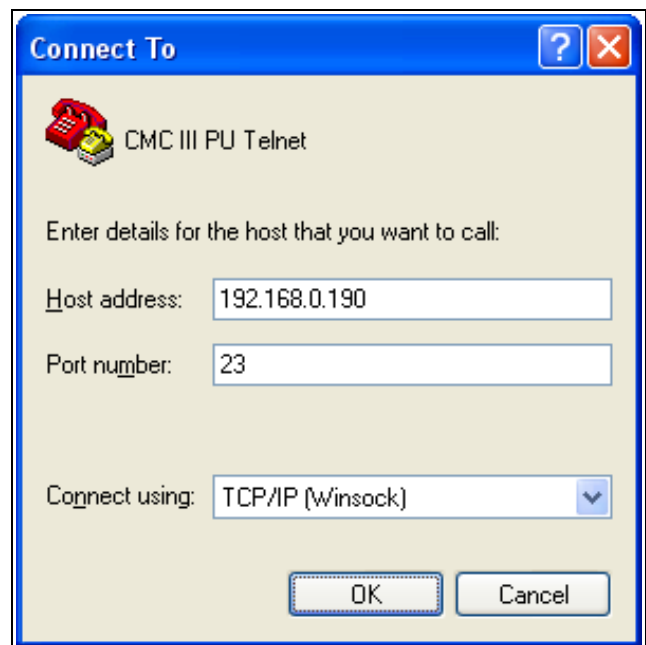 Connect To
CMC III PU Telnet
Enter details for the host that you want to call:
Host address: 192.168.0.190
Port number: 23
Connect using: TCP/IP (Winsock)
OK Cancel